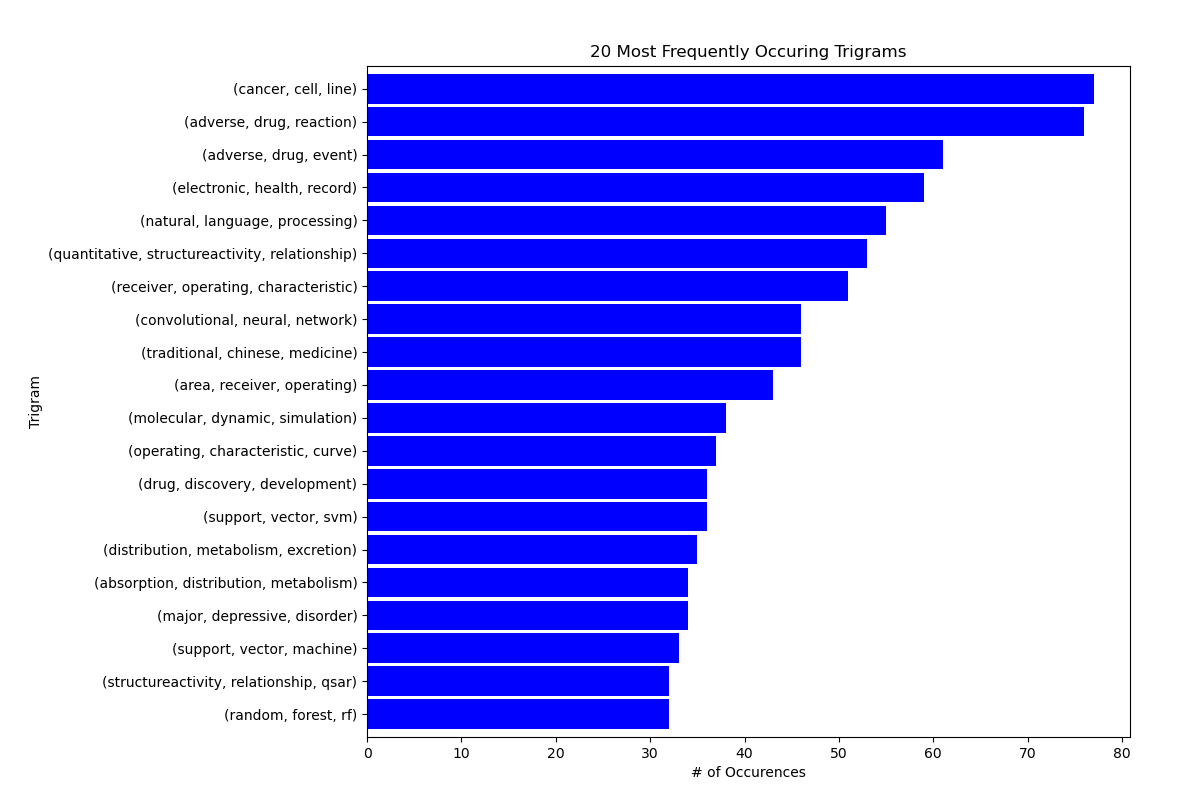 20 Most Frequently Occuring Trigrams
(cancer, cell, line)
(adverse, drug, reaction)
(adverse, drug, event)
(electronic, health, record)
(natural, language, processing)
(quantitative, structureactivity, relationship)
(receiver, operating, characteristic)
(convolutional, neural, network)
(traditional, chinese, medicine)
(area, receiver, operating)
(molecular, dynamic, simulation)
(operating, characteristic, curve)
(drug, discovery, development)
(support, vector, svm)
(distribution, metabolism, excretion)
(absorption, distribution, metabolism)
(major, depressive, disorder)
(support, vector, machine)
(structureactivity, relationship, qsar)
(random, forest, rf)
Trigram
0 10 20 30 40 50 60 70 80
# of Occurences